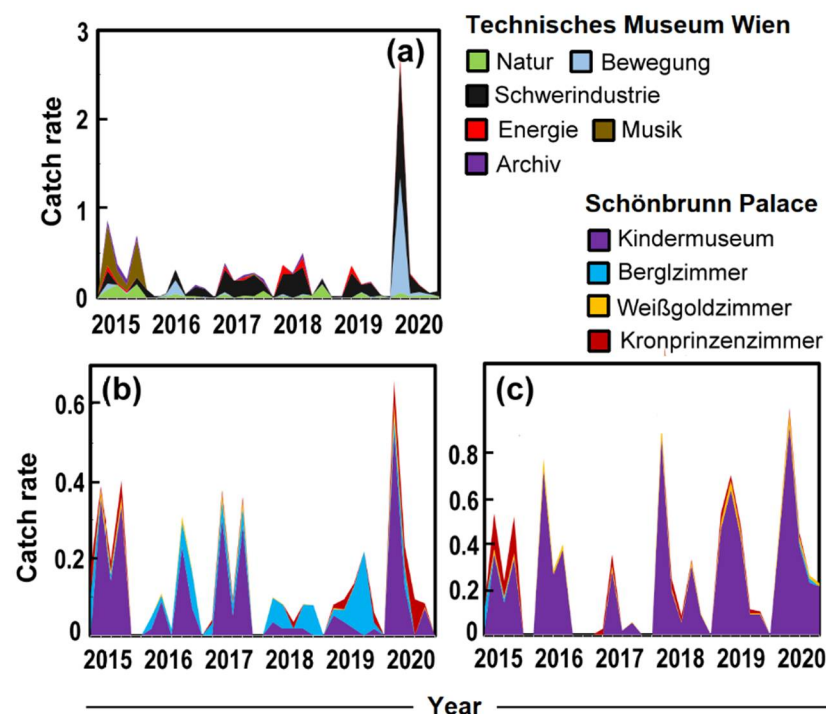 3
2
1
0
Catch rate
(a)
2015 2016 2017 2018 2019 2020
Technisches Museum Wien
Natur Bewegung
Schwerindustrie
Energie Musik
Archiv
Schönbrunn Palace
Kindermuseum
Berglzimmer
Weißgoldzimmer
Kronprinzenzimmer
(b)
0.6
0.4
0.2
0
Catch rate
2015 2016 2017 2018 2019 2020
(c)
0.8
0.6
0.4
0.2
0
2015 2016 2017 2018 2019 2020
Year